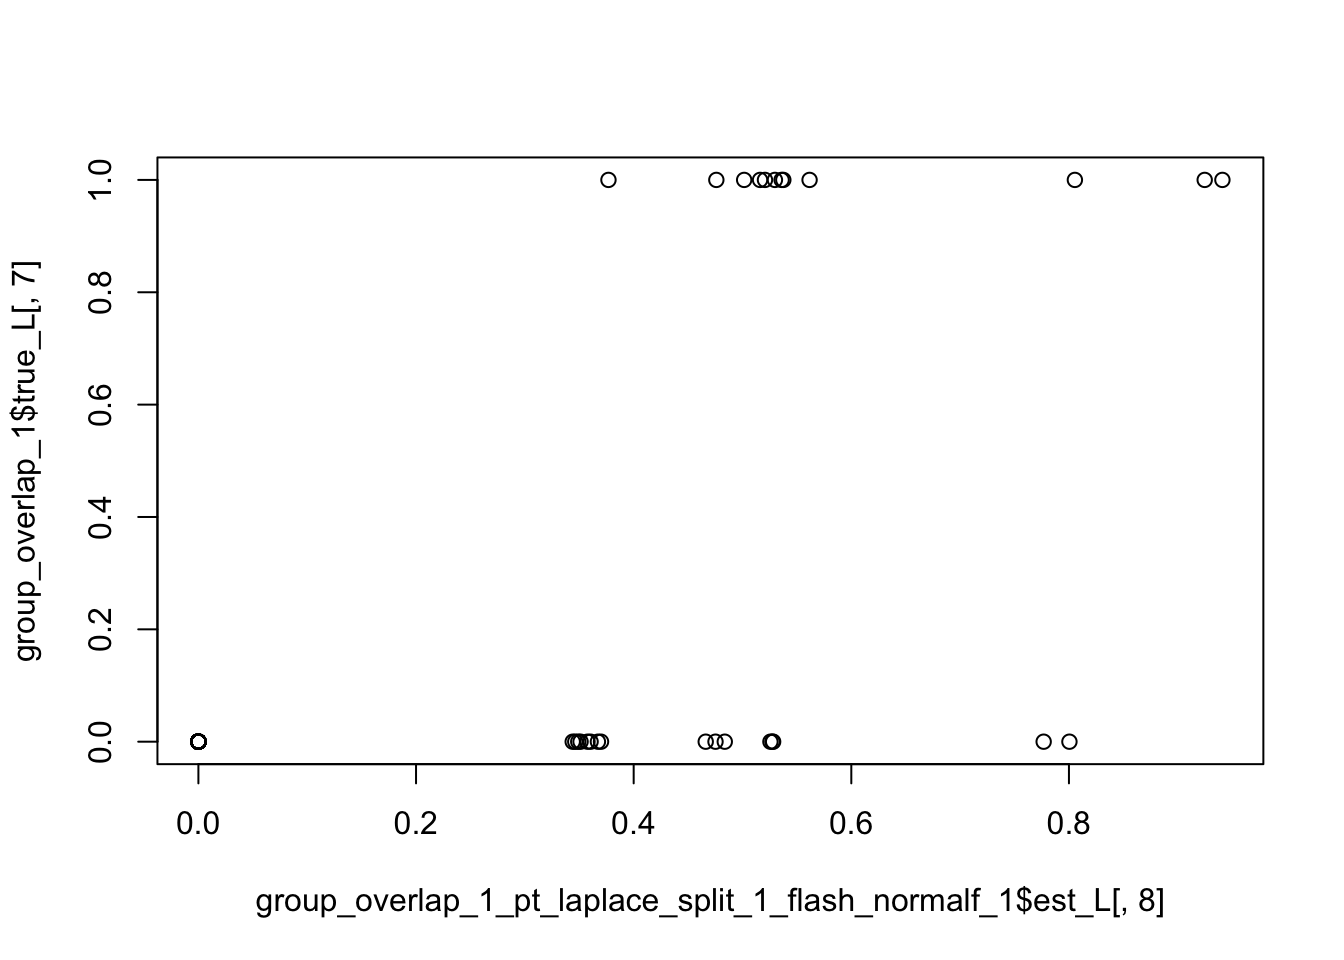 group_overlap_1$true_L[, 7]
1.0
0.8
0.6
0.4
0.2
0.0
0.0 0.2 0.4 0.6 0.8
group_overlap_1_pt_laplace_split_1_flash_normalf_1$est_L[, 8]